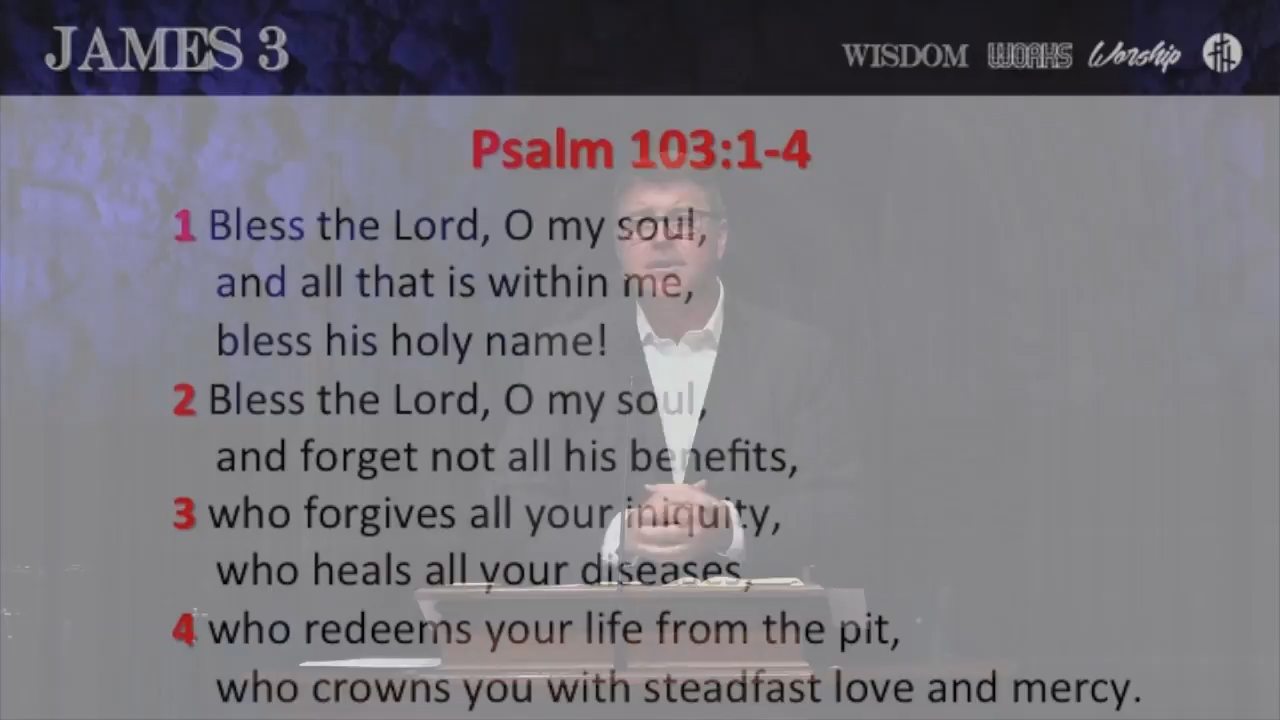 JAMES 3
WISDOM WORKS Worship
Psalm 103:1-4
1 Bless the Lord, O my soul,
and all that is within me,
bless his holy name!
2 Bless the Lord, O my soul,
and forget not all his benefits,
3 who forgives all your iniquity,
who heals all your diseases,
4 who redeems your life from the pit,
who crowns you with steadfast love and mercy.